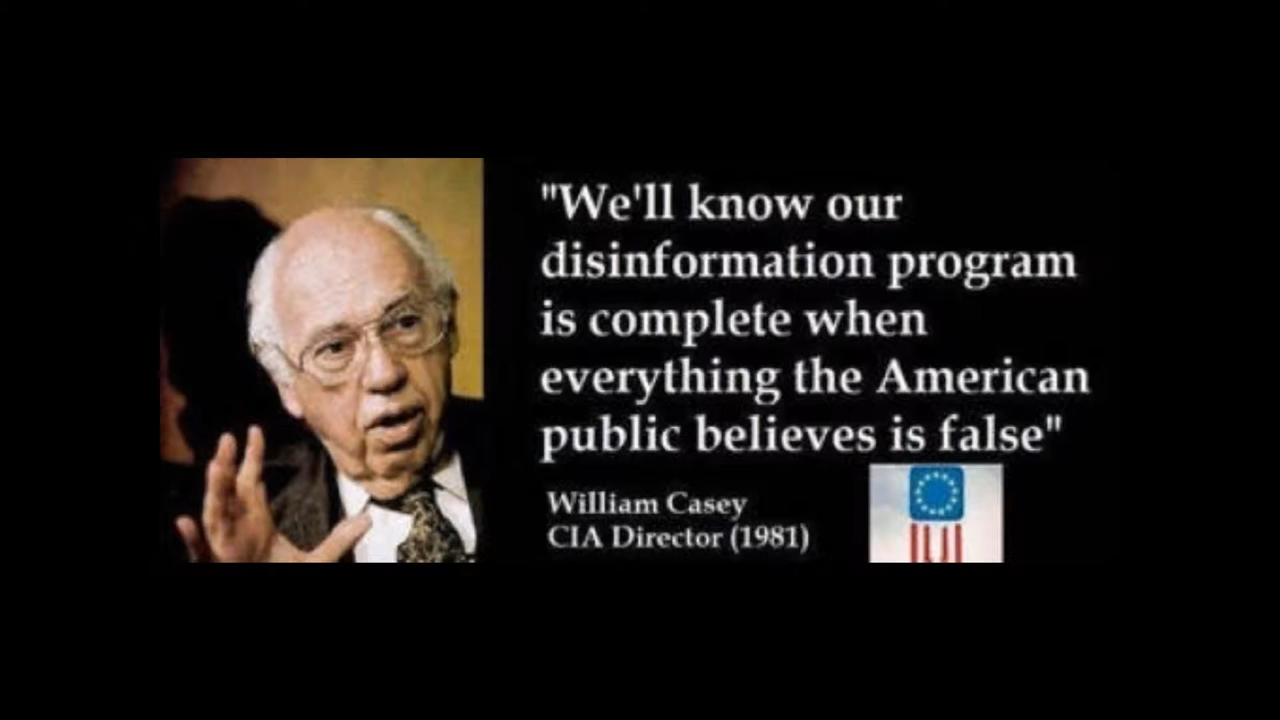 "We'll know our
disinformation program
is complete when
everything the American
public believes is false"
William Casey
CIA Director (1981)